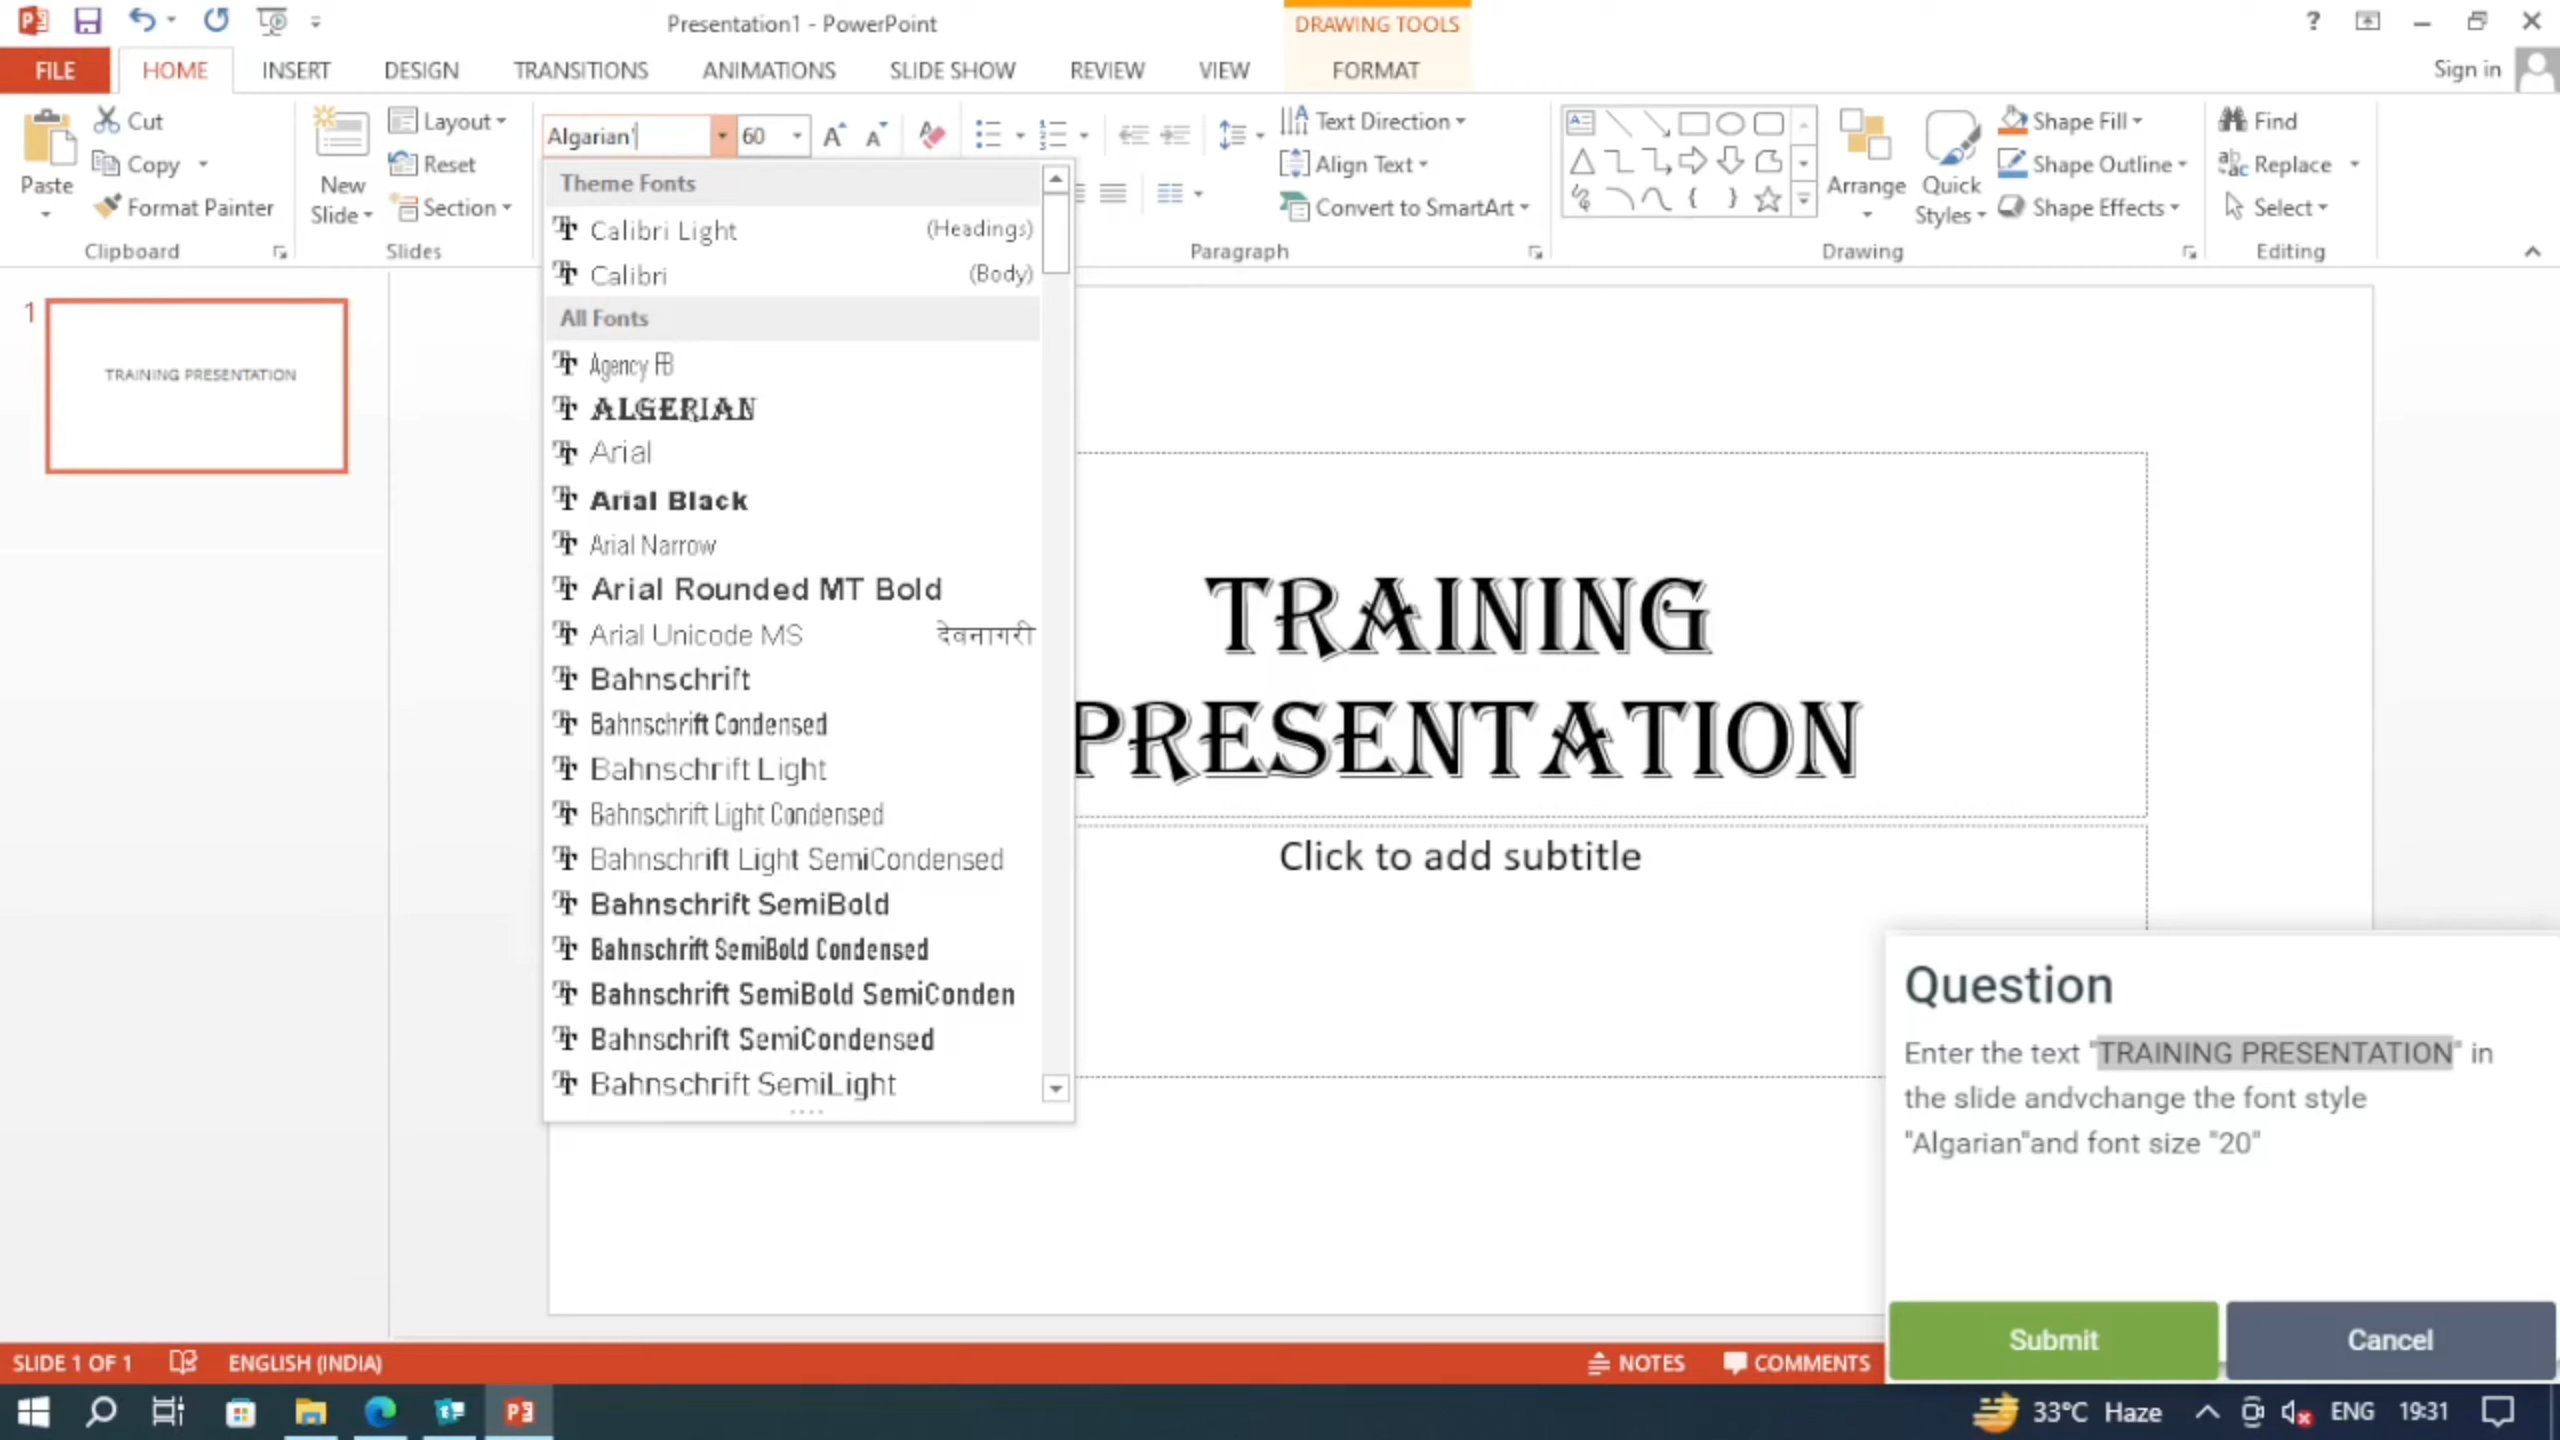 Presentation1 - PowerPoint
DRAWING TOOLS
?
FILE
HOME
INSERT
DESIGN
TRANSITIONS
ANIMATIONS
SLIDE SHOW
REVIEW
VIEW
FORMAT
Sign in
Paste
Cut
Copy
Format Painter
Clipboard
New
Slide
Layout
Reset
Section
Slides
Algarian'
60
Text Direction
Align Text
Convert to SmartArt
Paragraph
Arrange
Quick
Styles
Shape Fill
Shape Outline
Shape Effects
Drawing
Find
Replace
Select
Editing
Theme Fonts
Calibri Light (Headings)
Calibri (Body)
All Fonts
Agency FB
ALGERIAN
Arial
Arial Black
Arial Narrow
Arial Rounded MT Bold
Arial Unicode MS देवनागरी
Bahnschrift
Bahnschrift Condensed
Bahnschrift Light
Bahnschrift Light Condensed
Bahnschrift Light SemiCondensed
Bahnschrift SemiBold
Bahnschrift SemiBold Condensed
Bahnschrift SemiBold SemiConden
Bahnschrift SemiCondensed
Bahnschrift SemiLight
1
TRAINING PRESENTATION
TRAINING
PRESENTATION
Click to add subtitle
Question
Enter the text "TRAINING PRESENTATION" in
the slide andvchange the font style
"Algarian"and font size "20"
Submit
Cancel
SLIDE 1 OF 1
ENGLISH (INDIA)
NOTES
COMMENTS
33°C Haze
ENG
19:31